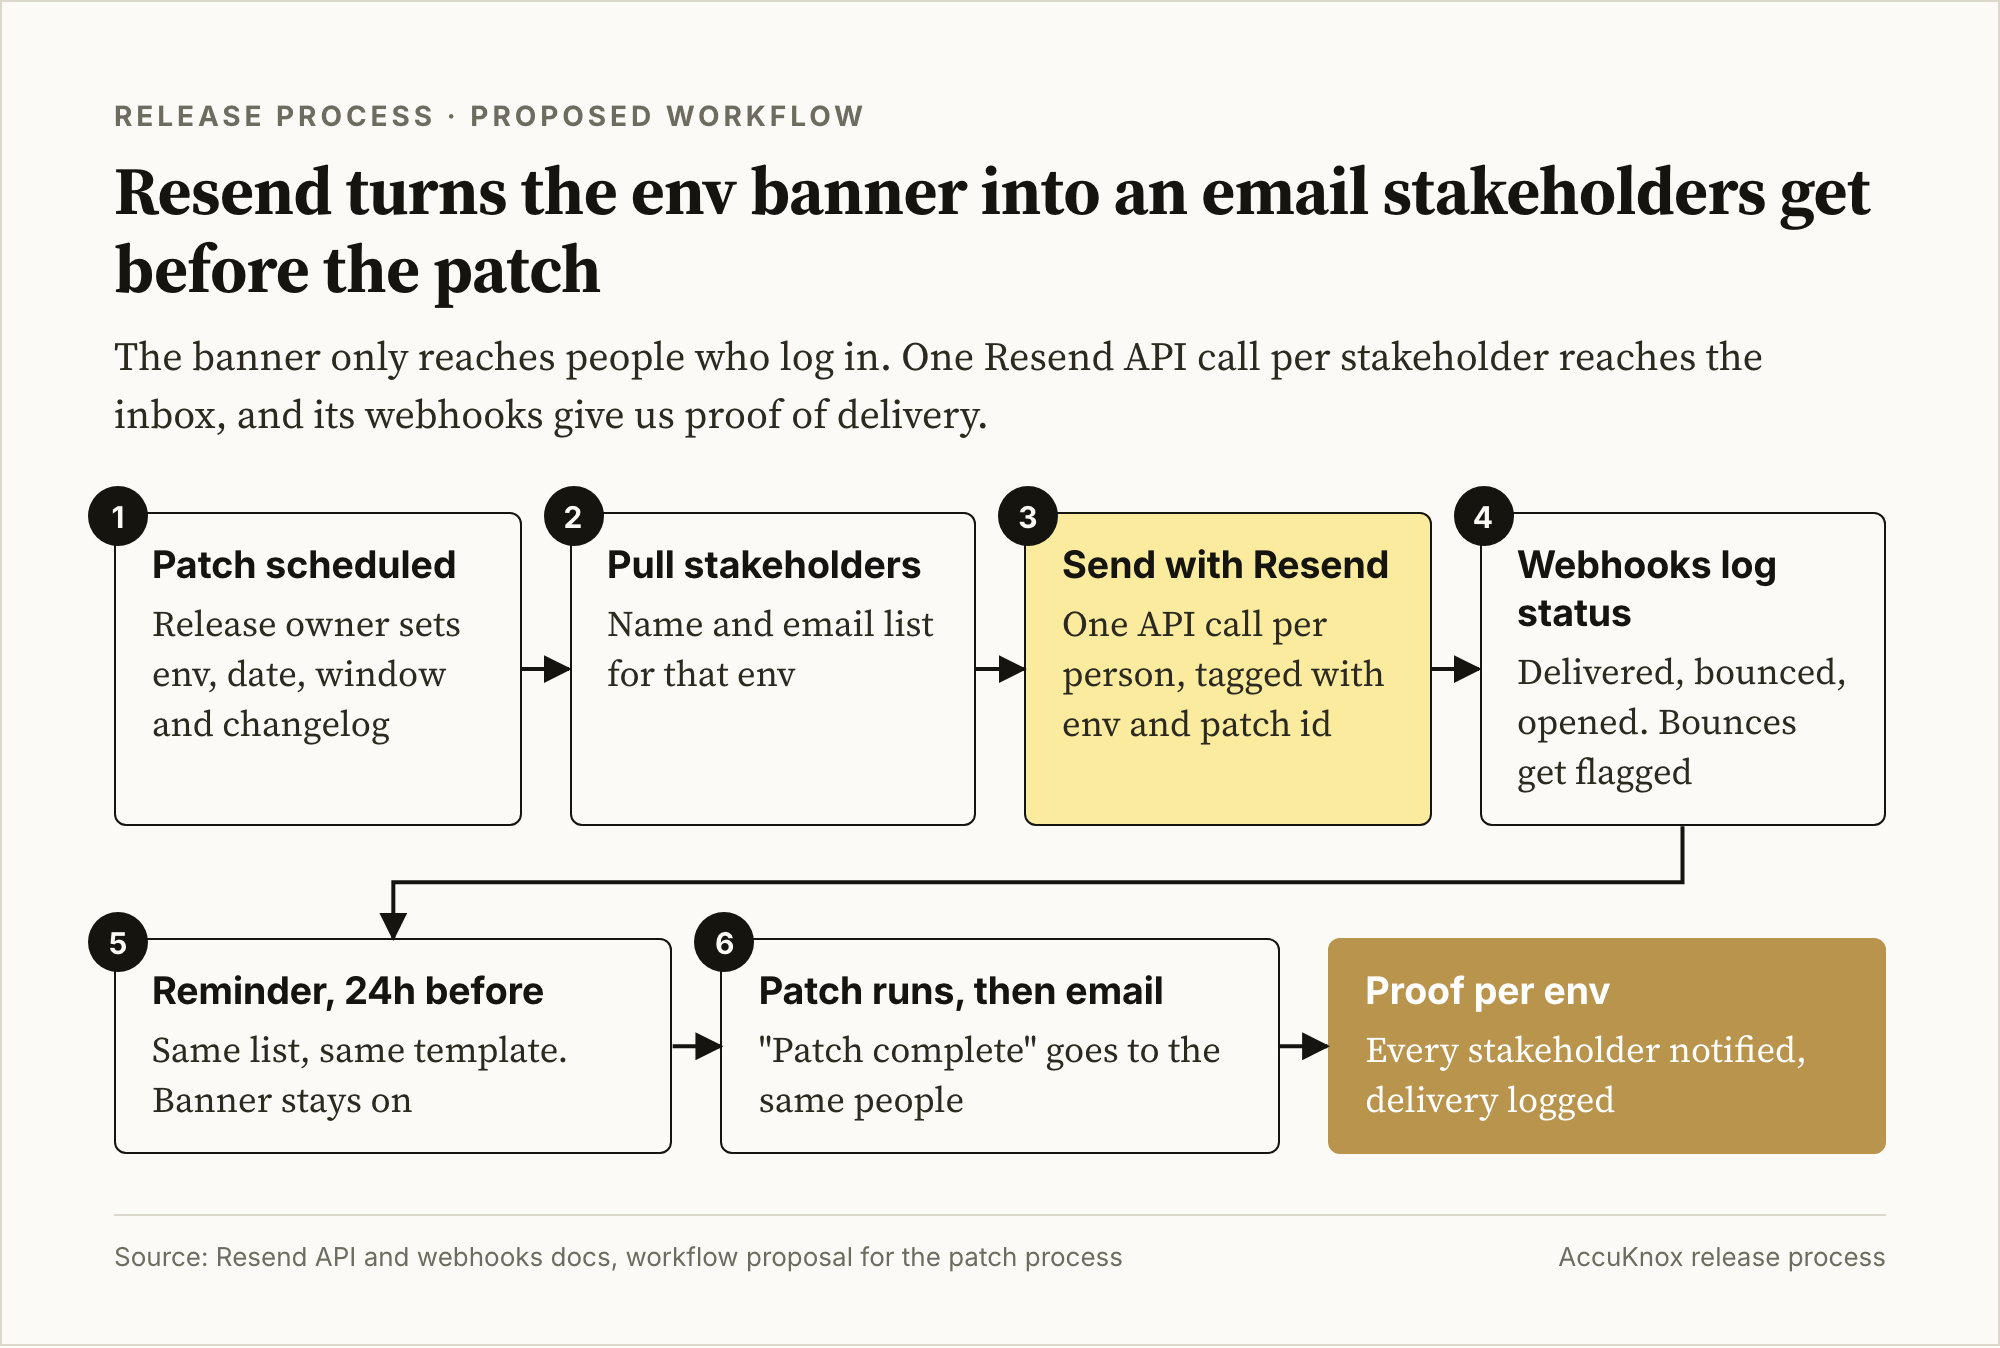 RELEASE PROCESS · PROPOSED WORKFLOW
Resend turns the env banner into an email stakeholders get
before the patch
The banner only reaches people who log in. One Resend API call per stakeholder reaches the
inbox, and its webhooks give us proof of delivery.
1
Patch scheduled
Release owner sets
env, date, window
and changelog
2
Pull stakeholders
Name and email list
for that env
3
Send with Resend
One API call per
person, tagged with
env and patch id
4
Webhooks log
status
Delivered, bounced,
opened. Bounces
get flagged
5
Reminder, 24h before
Same list, same template.
Banner stays on
6
Patch runs, then email
"Patch complete" goes to the
same people
Proof per env
Every stakeholder notified,
delivery logged
Source: Resend API and webhooks docs, workflow proposal for the patch process
AccuKnox release process